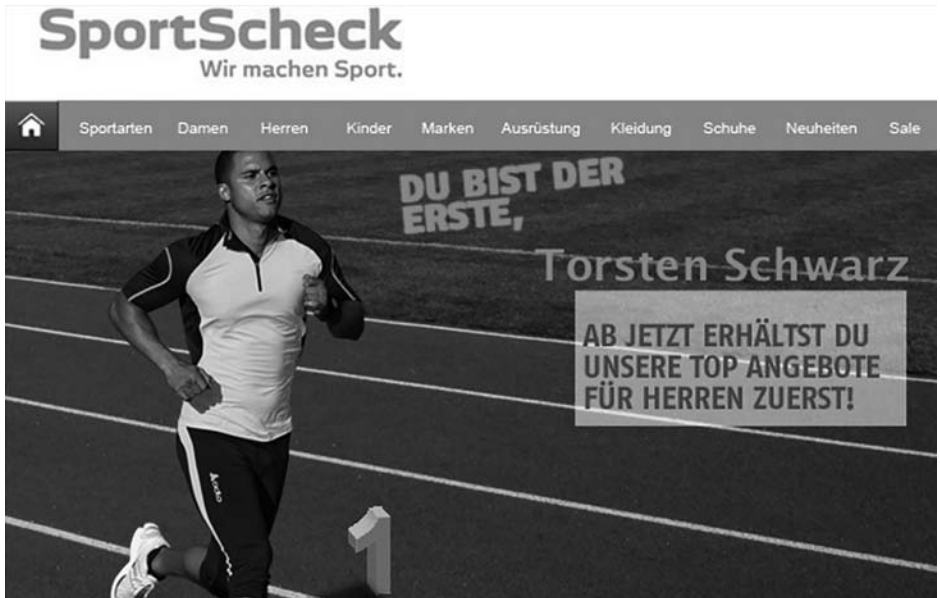 SportScheck
Wir machen Sport.
Sportarten Damen Herren Kinder Marken Ausrüstung Kleidung Schuhe Neuheiten Sale
DU BIST DER
ERSTE,
Torsten Schwarz
AB JETZT ERHÄLTST DU
UNSERE TOP ANGEBOTE
FÜR HERREN ZUERST!
1